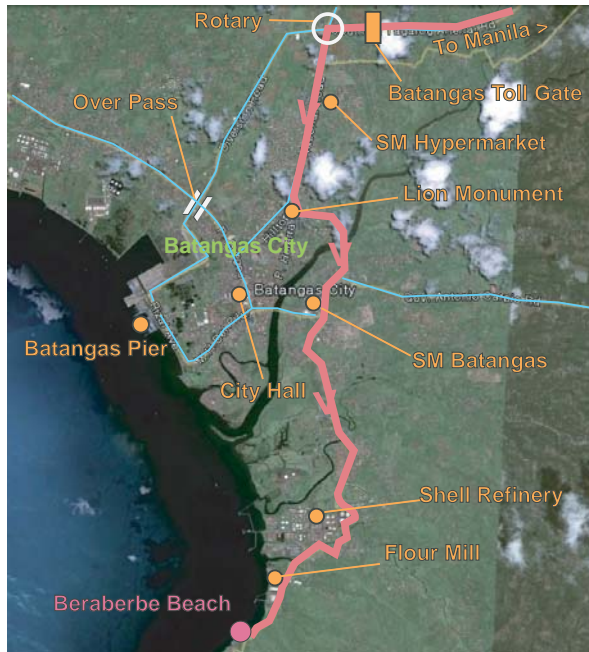 Rotary
To Manila >
Batangas Toll Gate
Over Pass
SM Hypermarket
Lion Monument
Batangas City
Batangas City
Batangas Pier
SM Batangas
City Hall
Shell Refinery
Flour Mill
Beraberbe Beach